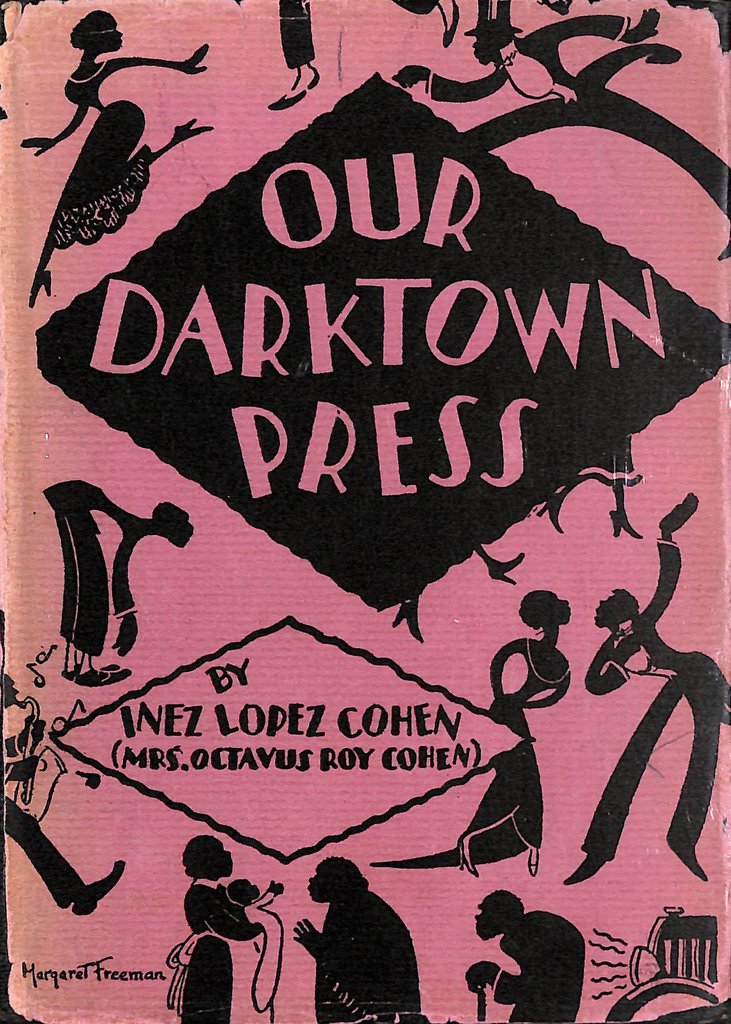 OUR
DARKTOWN
PRESS
BY
INEZ LOPEZ COHEN
(MRS. OCTAVUS ROY COHEN)
Margaret Freeman